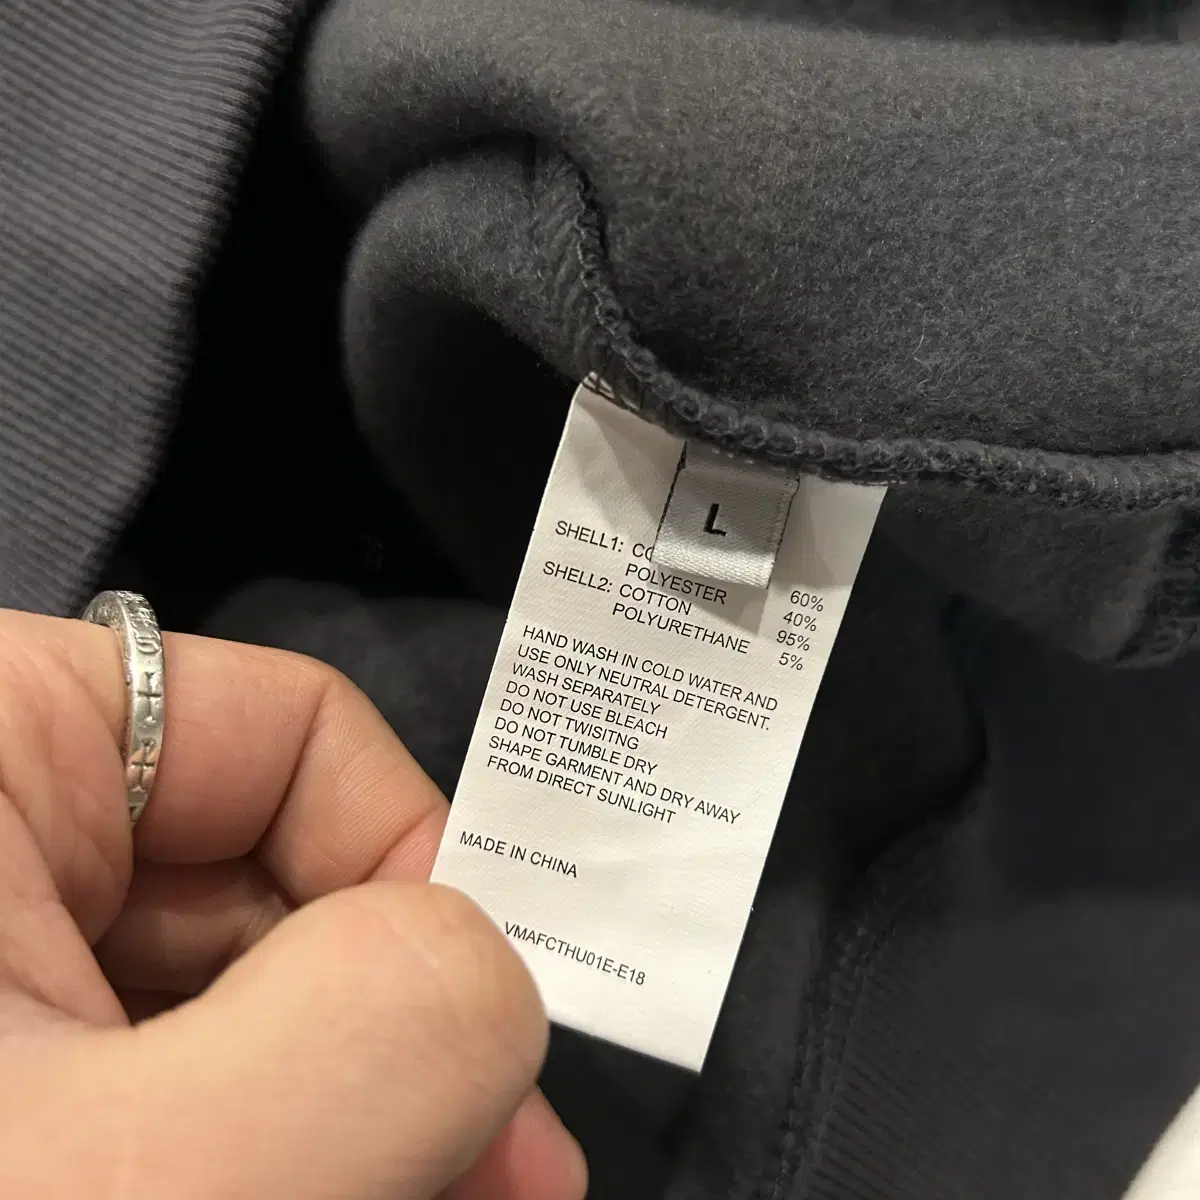 L
SHELL1: 60%
POLYESTER 40%
SHELL2: COTTON 95%
POLYURETHANE 5%
HAND WASH IN COLD WATER AND
USE ONLY NEUTRAL DETERGENT.
WASH SEPARATELY
DO NOT USE BLEACH
DO NOT TWISITNG
DO NOT TUMBLE DRY
SHAPE GARMENT AND DRY AWAY
FROM DIRECT SUNLIGHT
MADE IN CHINA
VMAFCTHU01E-E18